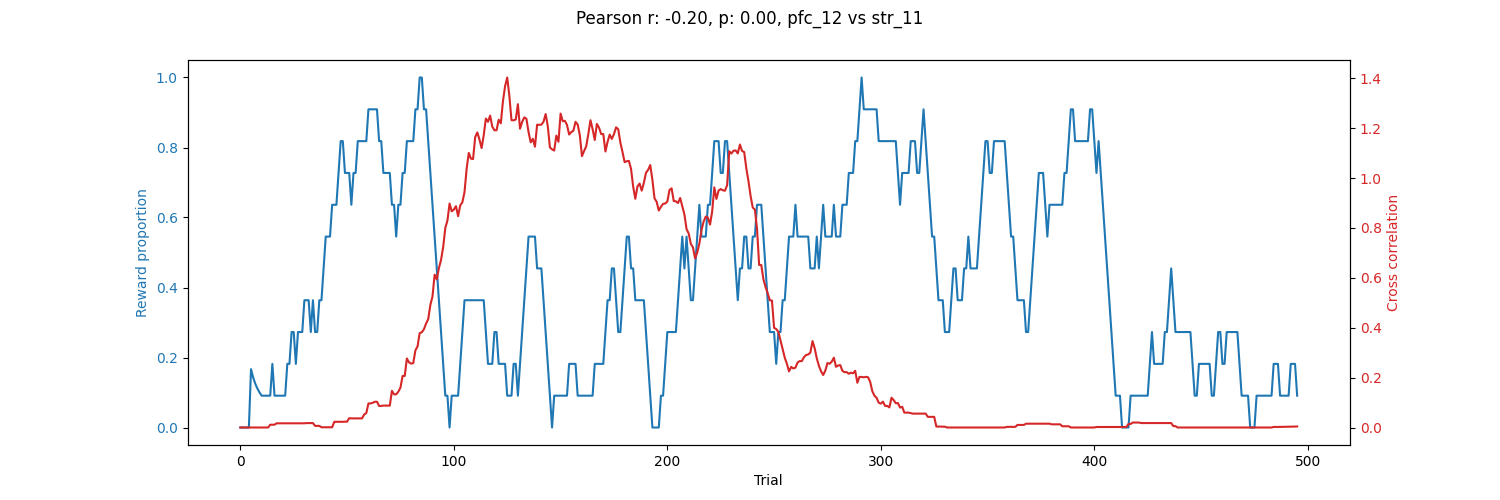 Pearson r: -0.20, p: 0.00, pfc_12 vs str_11
1.0
0.8
0.6
0.4
0.2
0.0
Reward proportion
1.4
1.2
1.0
0.8
0.6
0.4
0.2
0.0
Cross correlation
0 100 200 300 400 500
Trial